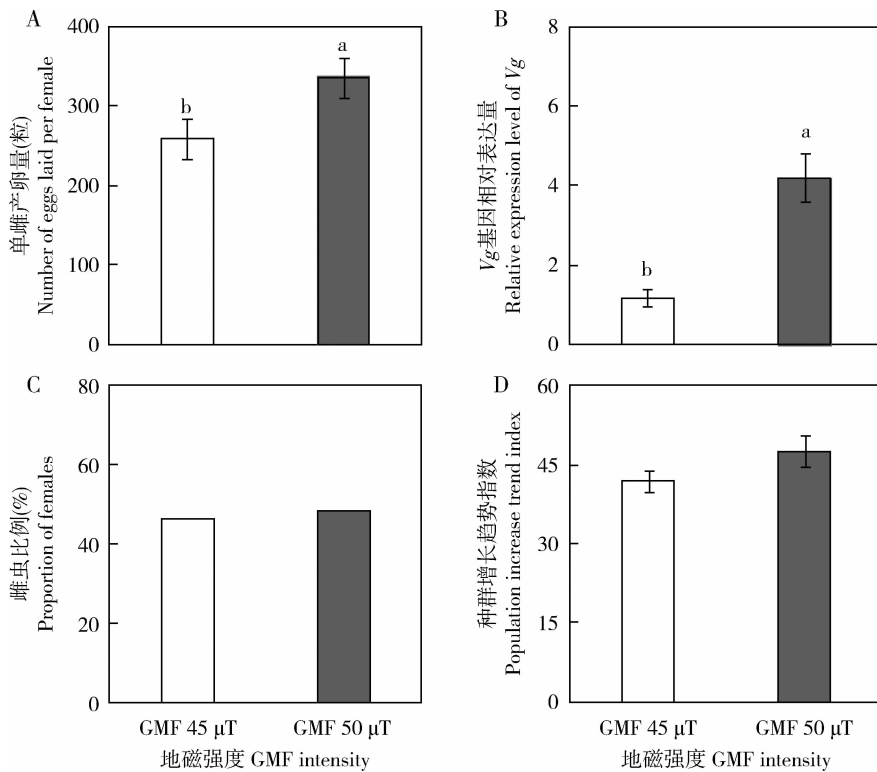 A
单雌产卵量(粒)
Number of eggs laid per female
400
300
200
100
0
b
a
B
Vg基因相对表达量
Relative expression level of Vg
8
6
4
2
0
b
a
C
雌虫比例(%)
Proportion of females
80
60
40
20
0
GMF 45 μT
GMF 50 μT
地磁强度 GMF intensity
D
种群增长趋势指数
Population increase trend index
60
45
30
15
0
GMF 45 μT
GMF 50 μT
地磁强度 GMF intensity